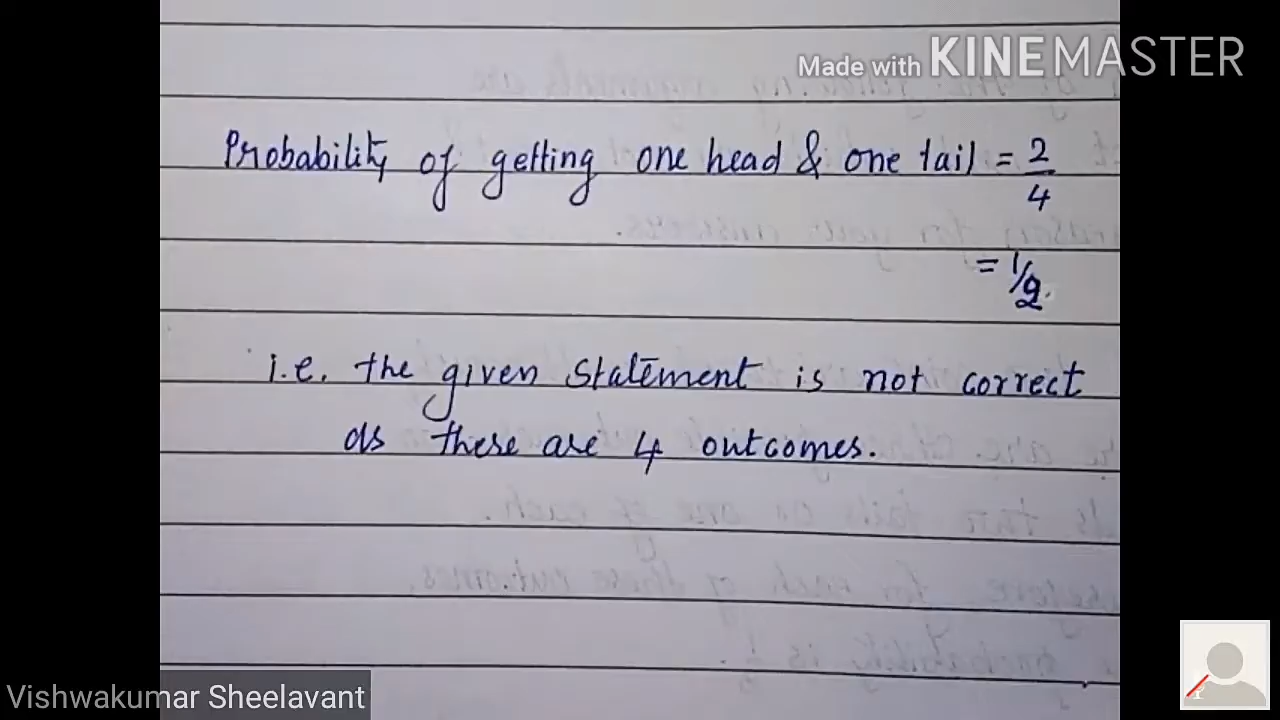 Made with KINEMASTER
Probability of getting one head & one tail = 2/4
= 1/2.
i.e. the given statement is not correct
as there are 4 outcomes.
Vishwakumar Sheelavant